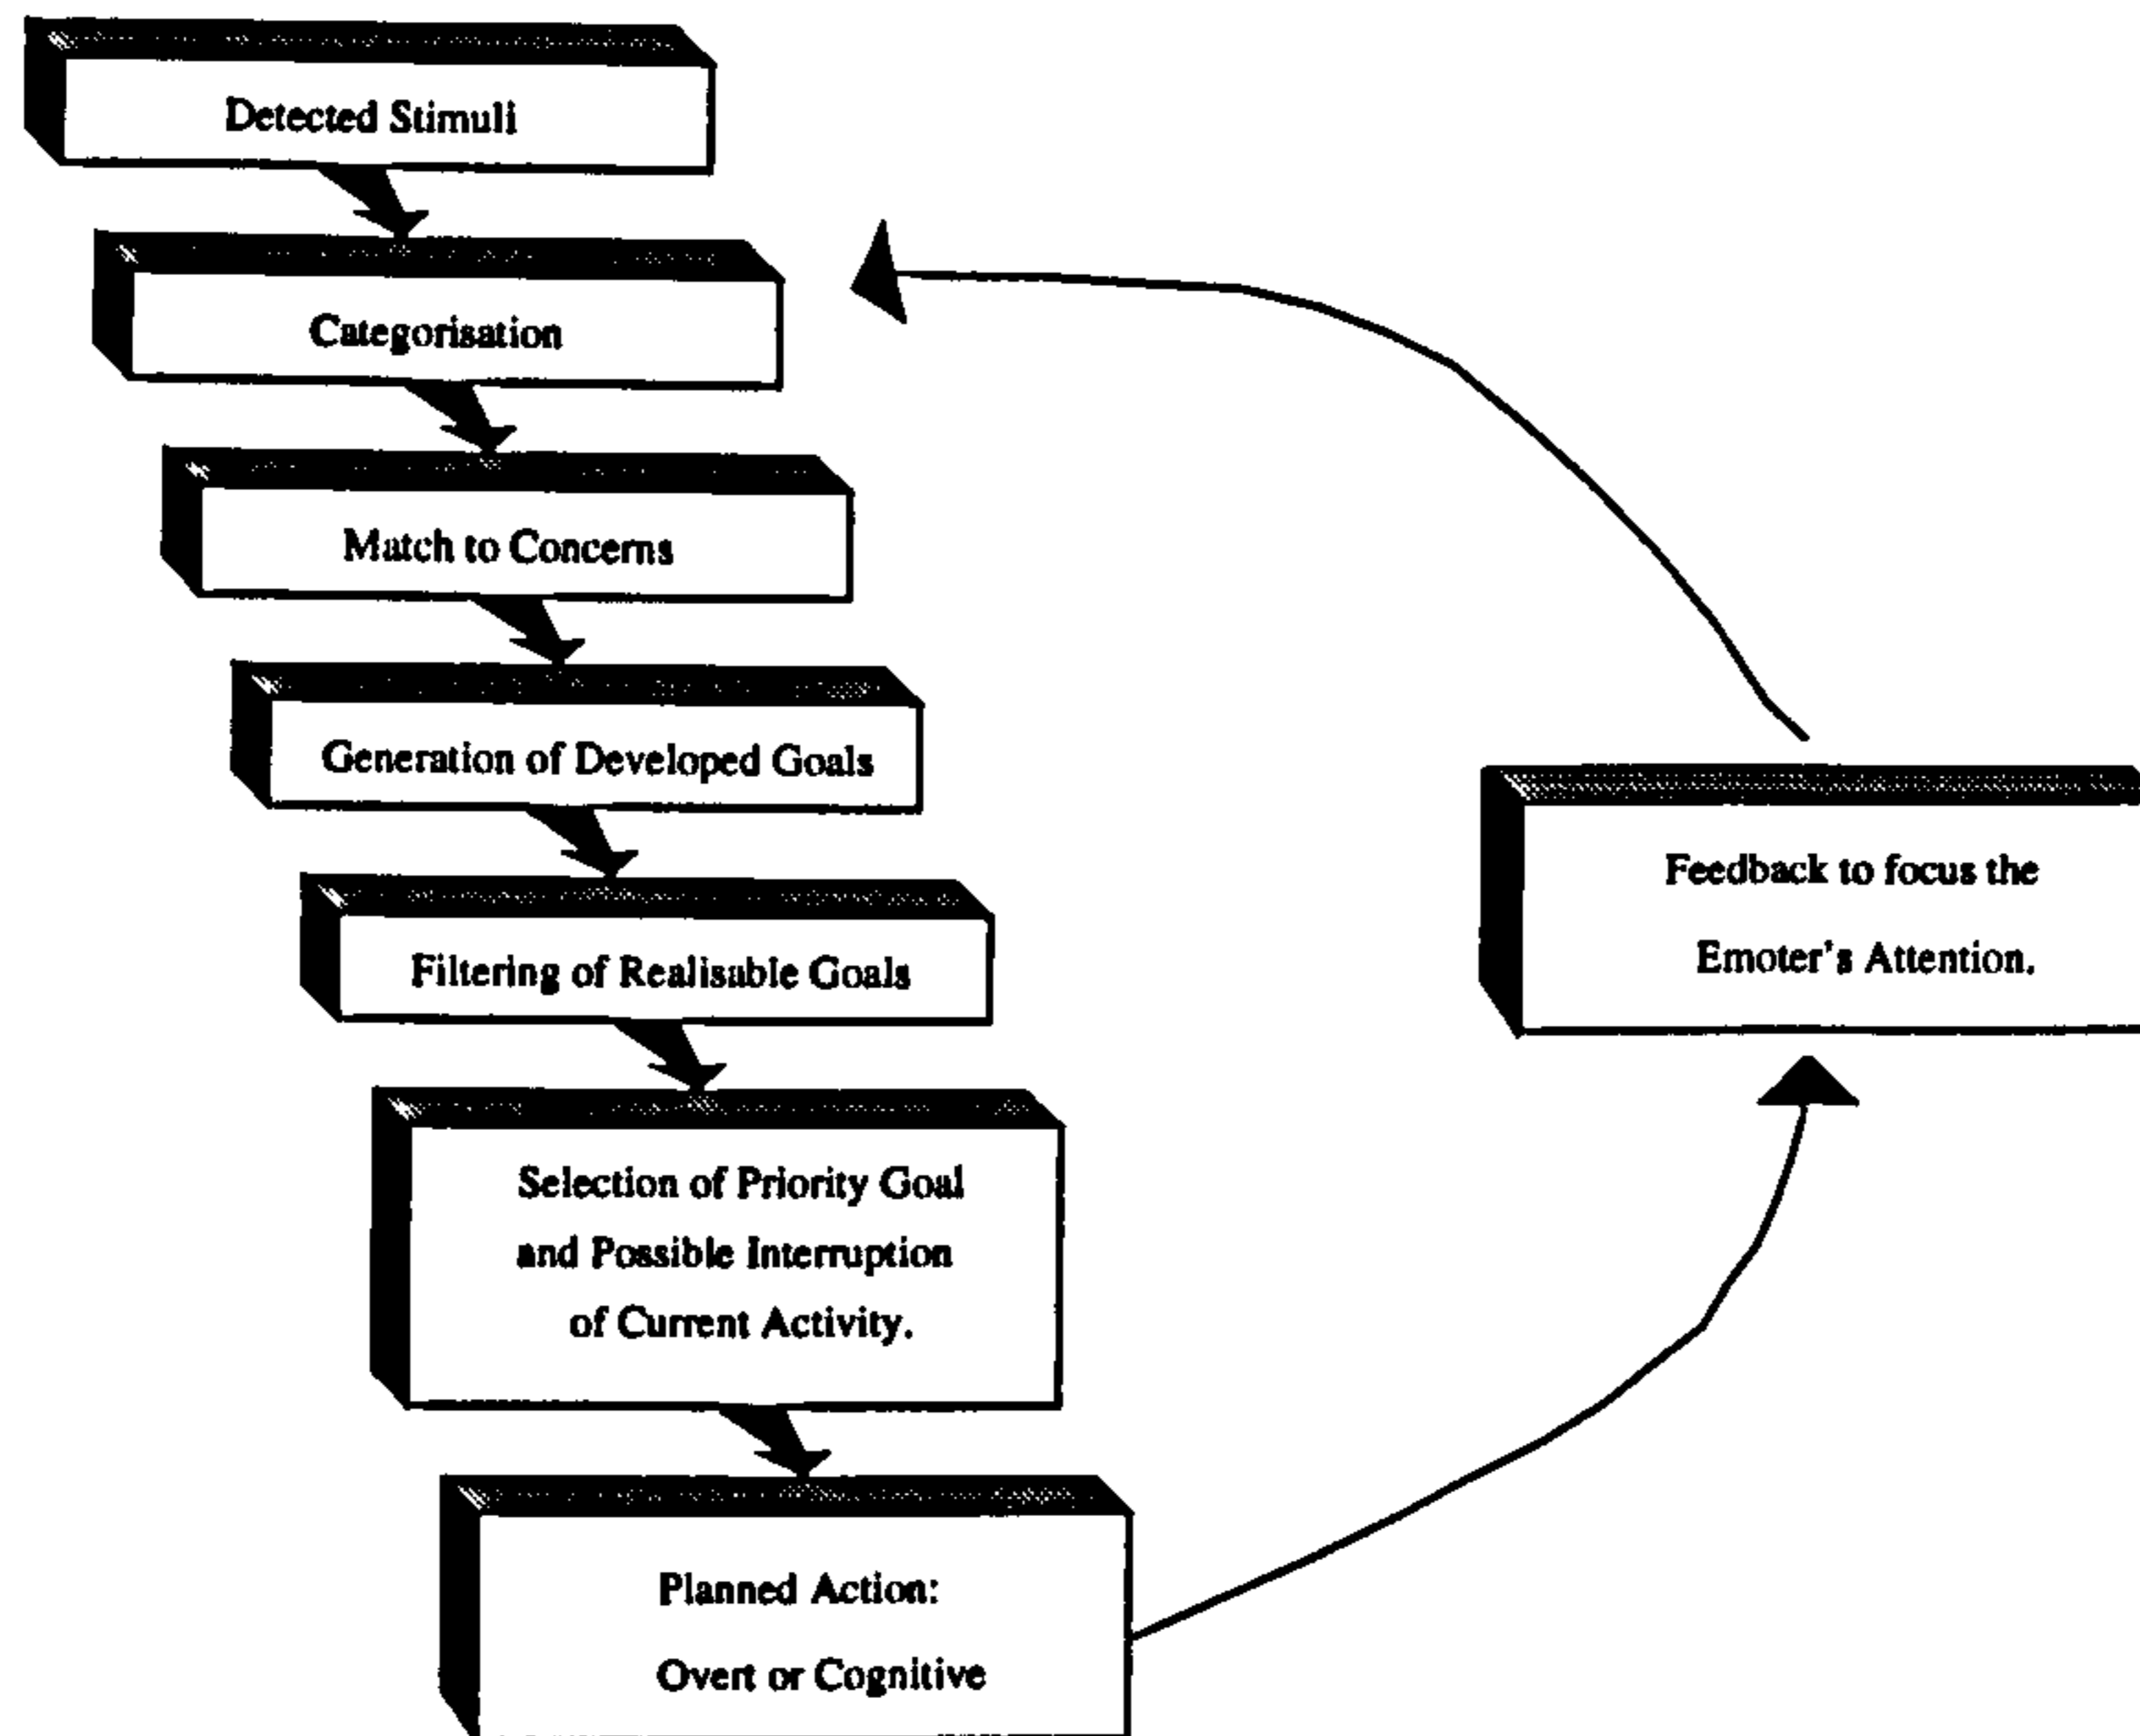 Detected Stimuli
Categorisation
Match to Concerns
Generation of Developed Goals
Filtering of Realisable Goals
Selection of Priority Goal
and Possible Interruption
of Current Activity.
Planned Action:
Overt or Cognitive
Feedback to focus the
Emoter's Attention.